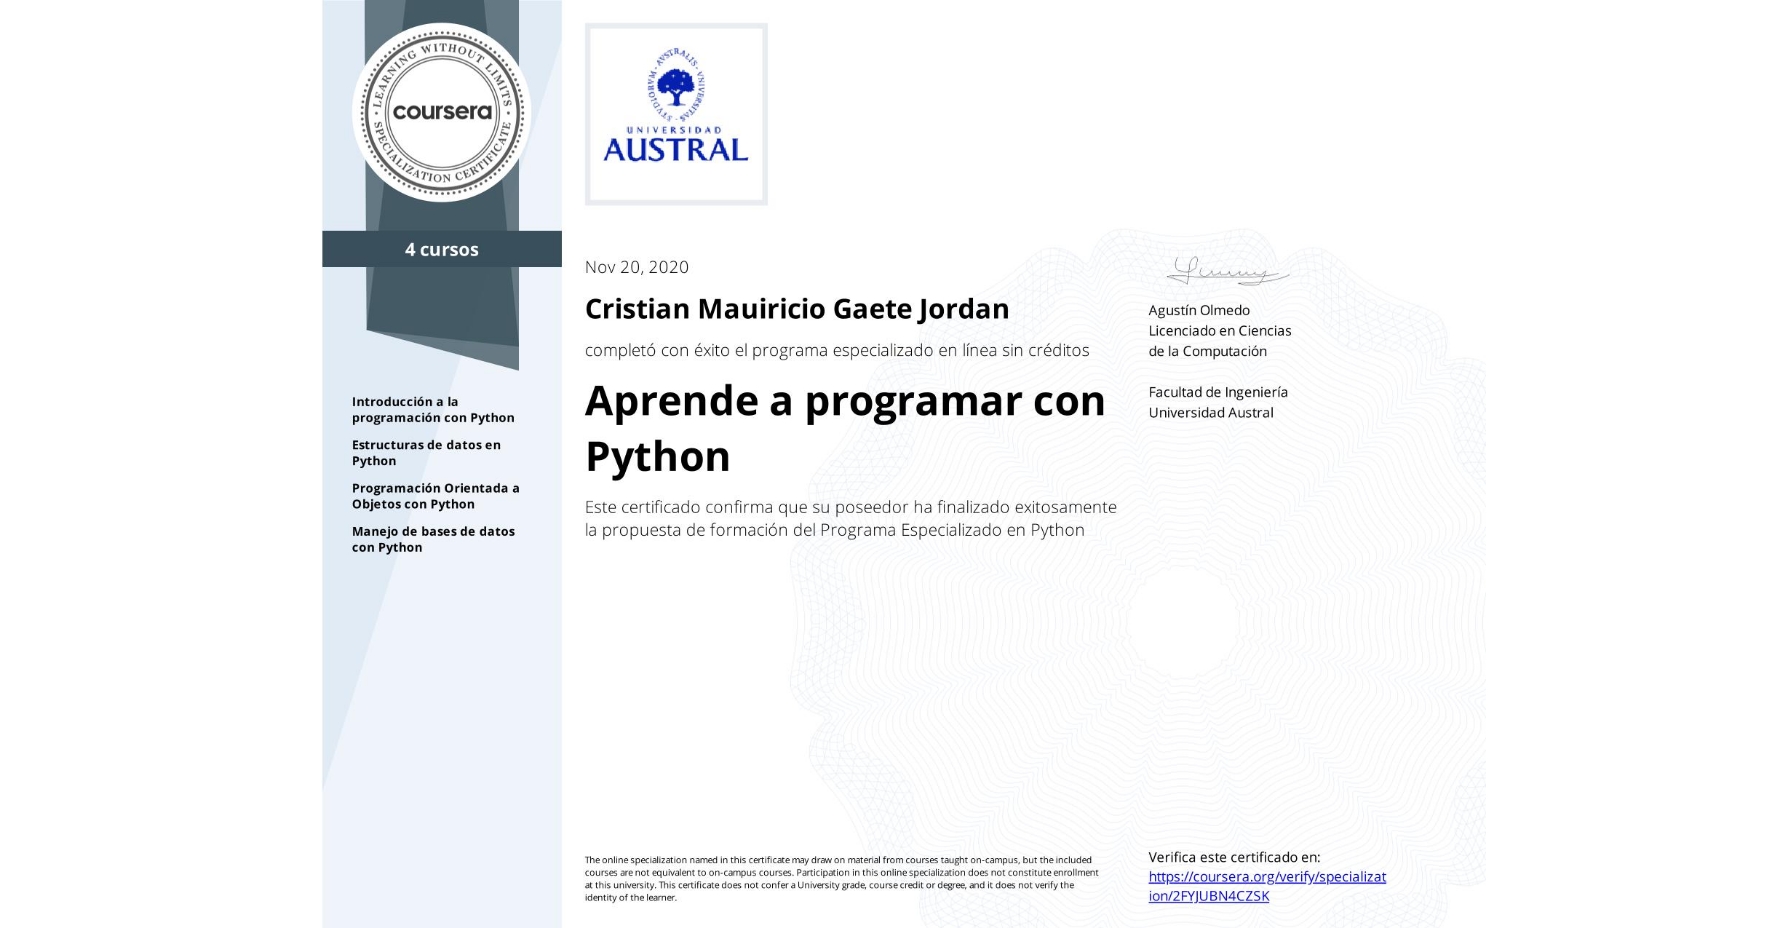 LEARNING WITHOUT LIMITS
coursera
SPECIALIZATION CERTIFICATE
4 cursos
Introducción a la
programación con Python
Estructuras de datos en
Python
Programación Orientada a
Objetos con Python
Manejo de bases de datos
con Python
STVDIORVM · AVSTRALIS · VNIVERSITAS
UNIVERSIDAD
AUSTRAL
Nov 20, 2020
Cristian Mauiricio Gaete Jordan
completó con éxito el programa especializado en línea sin créditos
Aprende a programar con
Python
Este certificado confirma que su poseedor ha finalizado exitosamente
la propuesta de formación del Programa Especializado en Python
Agustín Olmedo
Licenciado en Ciencias
de la Computación
Facultad de Ingeniería
Universidad Austral
The online specialization named in this certificate may draw on material from courses taught on-campus, but the included
courses are not equivalent to on-campus courses. Participation in this online specialization does not constitute enrollment
at this university. This certificate does not confer a University grade, course credit or degree, and it does not verify the
identity of the learner.
Verifica este certificado en:
https://coursera.org/verify/specializat
ion/2FYJUBN4CZSK